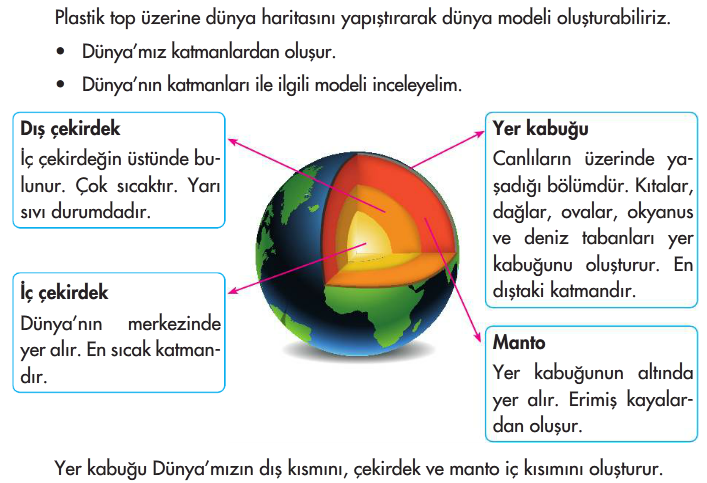 Plastik top üzerine dünya haritasını yapıştırarak dünya modeli oluşturabiliriz.
• Dünya’mız katmanlardan oluşur.
• Dünya’nın katmanları ile ilgili modeli inceleyelim.
Dış çekirdek
İç çekirdeğin üstünde bu-
lunur. Çok sıcaktır. Yarı
sıvı durumdadır.
İç çekirdek
Dünya’nın merkezinde
yer alır. En sıcak katman-
dır.
Yer kabuğu
Canlıların üzerinde ya-
şadığı bölümdür. Kıtalar,
dağlar, ovalar, okyanus
ve deniz tabanları yer
kabuğunu oluşturur. En
dıştaki katmandır.
Manto
Yer kabuğunun altında
yer alır. Erimiş kayalar-
dan oluşur.
Yer kabuğu Dünya’mızın dış kısmını, çekirdek ve manto iç kısımını oluşturur.